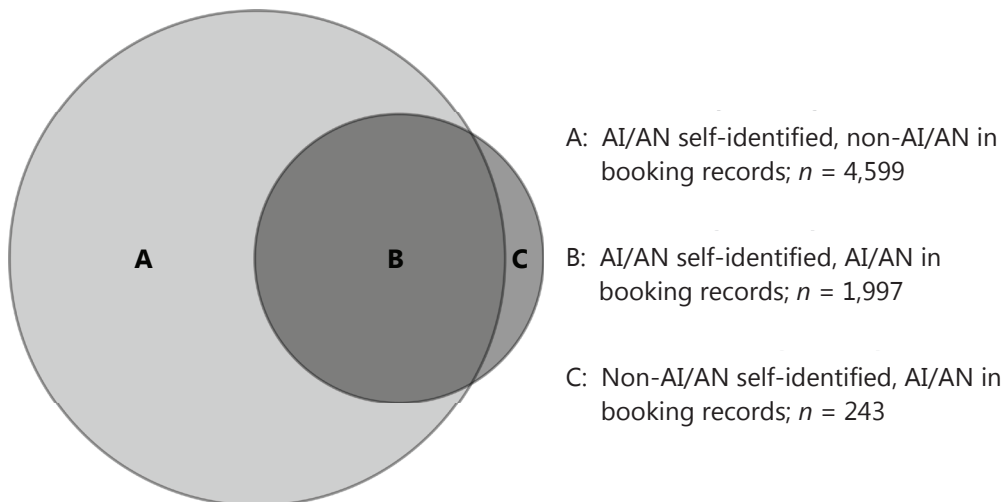 A
B
C
A: AI/AN self-identified, non-AI/AN in
booking records; n = 4,599
B: AI/AN self-identified, AI/AN in
booking records; n = 1,997
C: Non-AI/AN self-identified, AI/AN in
booking records; n = 243